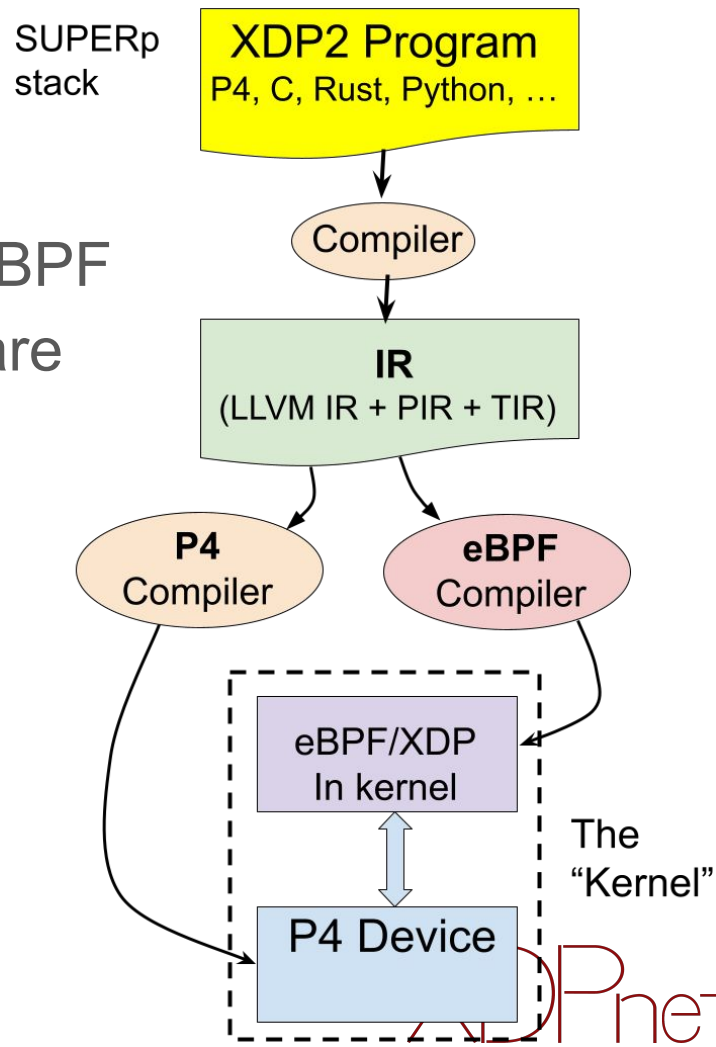 SUPERp
stack
XDP2 Program
P4, C, Rust, Python, …
Compiler
BPF
are
IR
(LLVM IR + PIR + TIR)
P4
Compiler
eBPF
Compiler
eBPF/XDP
In kernel
The
“Kernel”
P4 Device